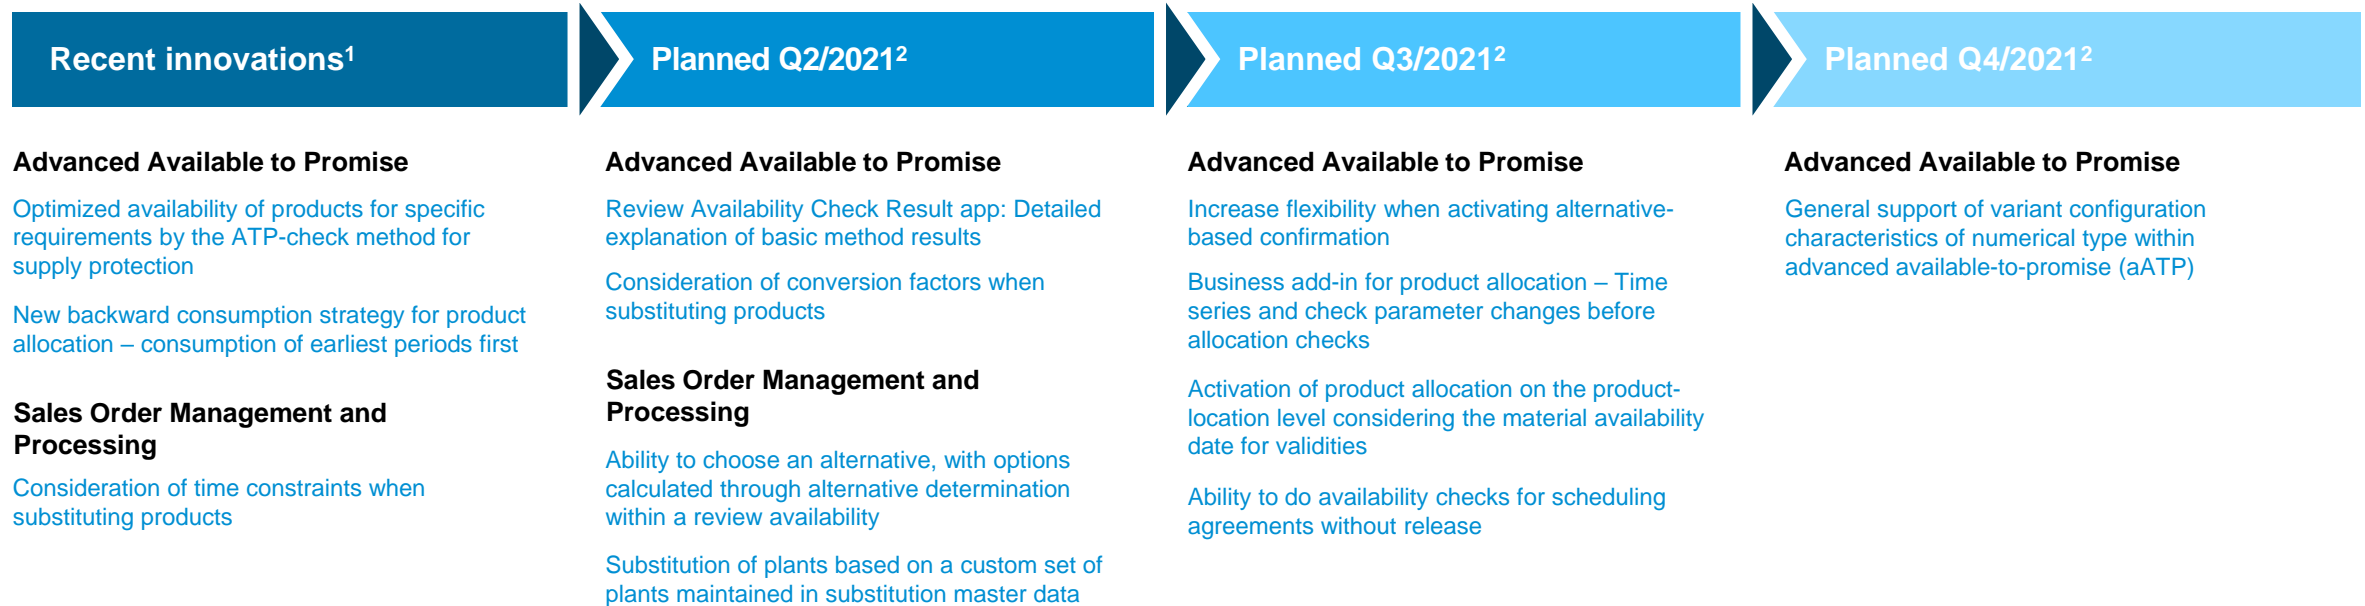 Recent innovations1
Planned Q2/20212
Planned Q3/20212
Planned Q4/20212
Advanced Available to Promise
Optimized availability of products for specific
requirements by the ATP-check method for
supply protection
New backward consumption strategy for product
allocation – consumption of earliest periods first
Sales Order Management and
Processing
Consideration of time constraints when
substituting products
Advanced Available to Promise
Review Availability Check Result app: Detailed
explanation of basic method results
Consideration of conversion factors when
substituting products
Sales Order Management and
Processing
Ability to choose an alternative, with options
calculated through alternative determination
within a review availability
Substitution of plants based on a custom set of
plants maintained in substitution master data
Advanced Available to Promise
Increase flexibility when activating alternative-
based confirmation
Business add-in for product allocation – Time
series and check parameter changes before
allocation checks
Activation of product allocation on the product-
location level considering the material availability
date for validities
Ability to do availability checks for scheduling
agreements without release
Advanced Available to Promise
General support of variant configuration
characteristics of numerical type within
advanced available-to-promise (aATP)